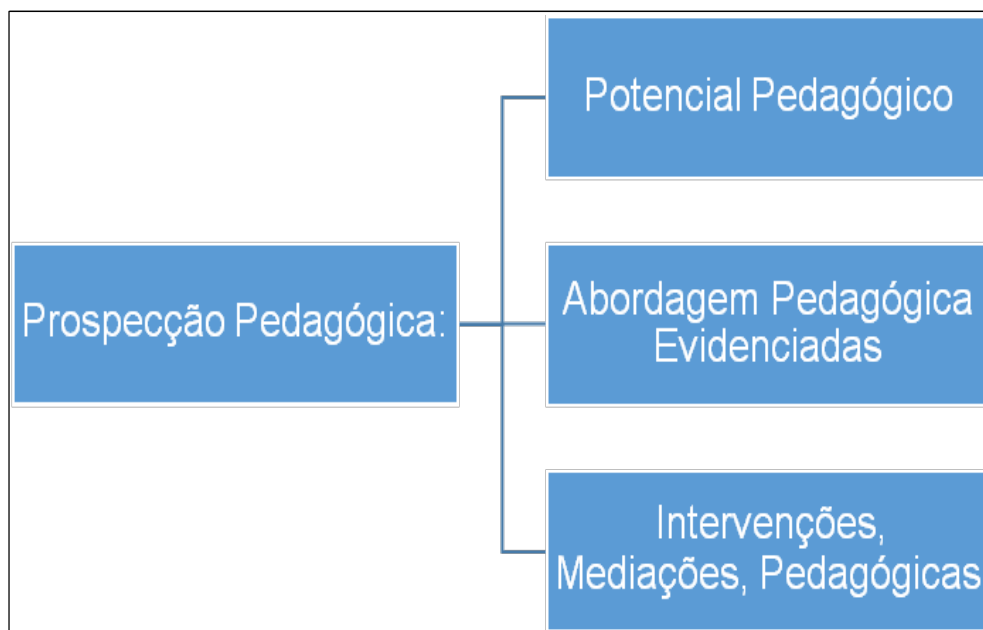 Potencial Pedagógico
Prospecção Pedagógica:
Abordagem Pedagógica
Evidenciadas
Intervenções,
Mediações, Pedagógicas